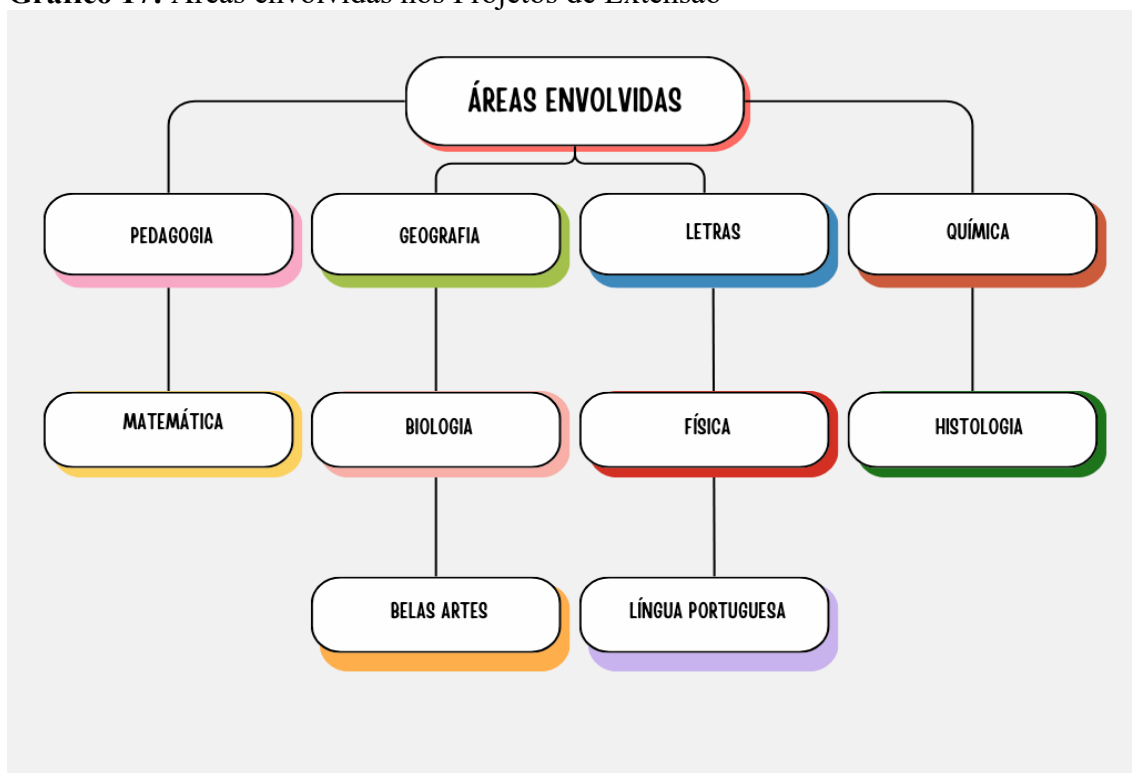 Gráfico 17. Áreas envolvidas nos Projetos de Extensão
ÁREAS ENVOLVIDAS
PEDAGOGIA
GEOGRAFIA
LETRAS
QUÍMICA
MATEMÁTICA
BIOLOGIA
FÍSICA
HISTOLOGIA
BELAS ARTES
LÍNGUA PORTUGUESA